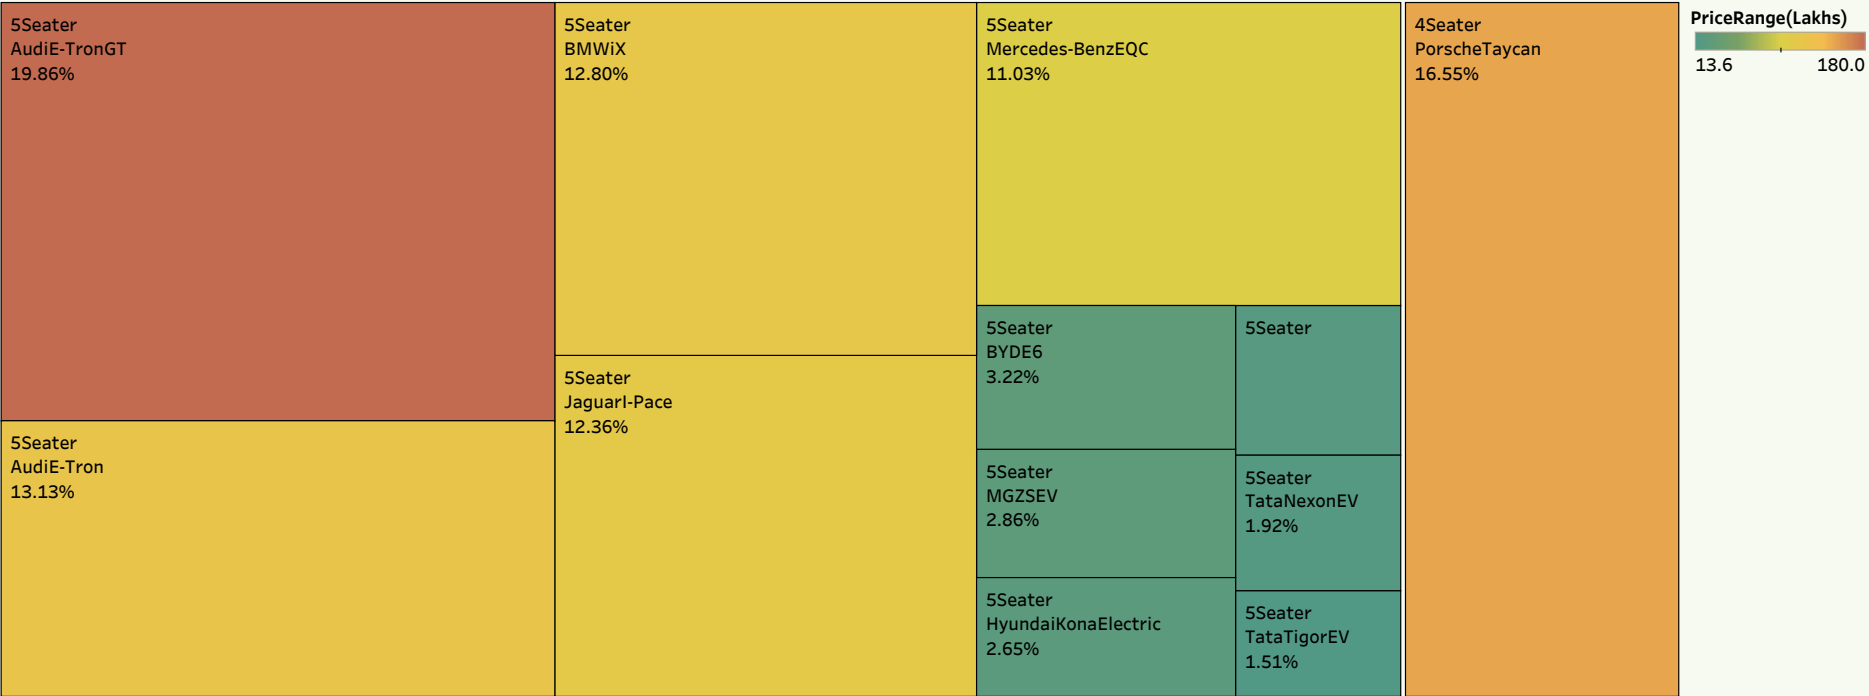 5Seater
AudiE-TronGT
19.86%
5Seater
AudiE-Tron
13.13%
5Seater
BMWiX
12.80%
5Seater
JaguarI-Pace
12.36%
5Seater
Mercedes-BenzEQC
11.03%
5Seater
BYDE6
3.22%
5Seater
MGZSEV
2.86%
5Seater
HyundaiKonaElectric
2.65%
5Seater
5Seater
TataNexonEV
1.92%
5Seater
TataTigorEV
1.51%
4Seater
PorscheTaycan
16.55%
PriceRange(Lakhs)
13.6 180.0